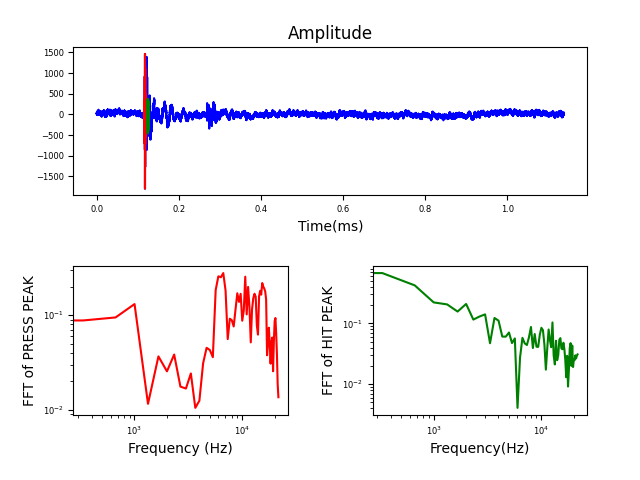 Amplitude
1500
1000
500
0
−500
−1000
−1500
0.0 0.2 0.4 0.6 0.8 1.0
Time(ms)
FFT of PRESS PEAK
10⁻¹
10⁻²
10³ 10⁴
Frequency (Hz)
FFT of HIT PEAK
10⁻¹
10⁻²
10³ 10⁴
Frequency(Hz)